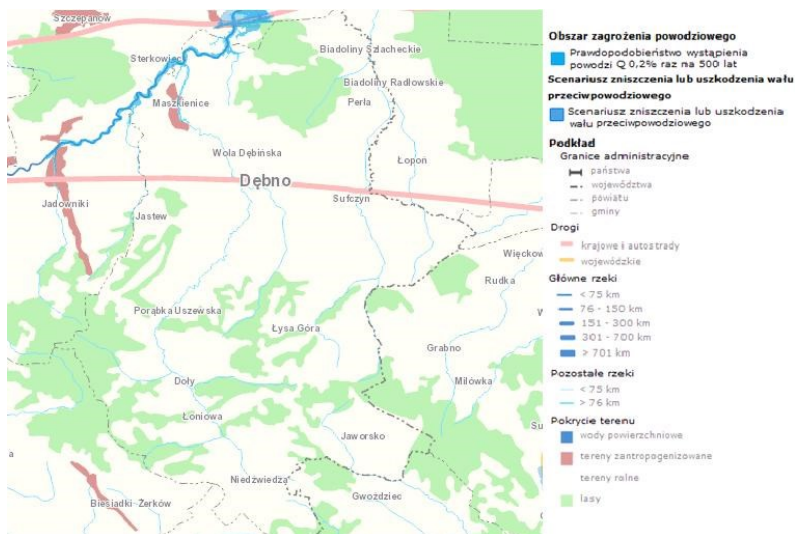 Szczepanów
Sterkowiec
Biadoliny Szlacheckie
Maszkienice
Biadoliny Radłowskie
Perła
Wola Dębińska
Łopoń
Dębno
Sufczyn
Jadowniki
Jastew
Więckow
Rudka
Porąbka Uszewska
Łysa Góra
Grabno
Doły
Milówka
Łoniowa
Su
Jaworsko
a
Niedźwiedza
Gwoździec
Biesiadki Żerków
Obszar zagrożenia powodziowego
Prawdopodobieństwo wystąpienia
powodzi Q 0,2% raz na 500 lat
Scenariusz zniszczenia lub uszkodzenia wału
przeciwpowodziowego
Scenariusz zniszczenia lub uszkodzenia
wału przeciwpowodziowego
Podkład
Granice administracyjne
państwa
województwa
powiatu
gminy
Drogi
krajowe i autostrady
wojewódzkie
Główne rzeki
< 75 km
76 - 150 km
151 - 300 km
301 - 700 km
> 701 km
Pozostałe rzeki
< 75 km
> 76 km
Pokrycie terenu
wody powierzchniowe
tereny zantropogenizowane
tereny rolne
lasy